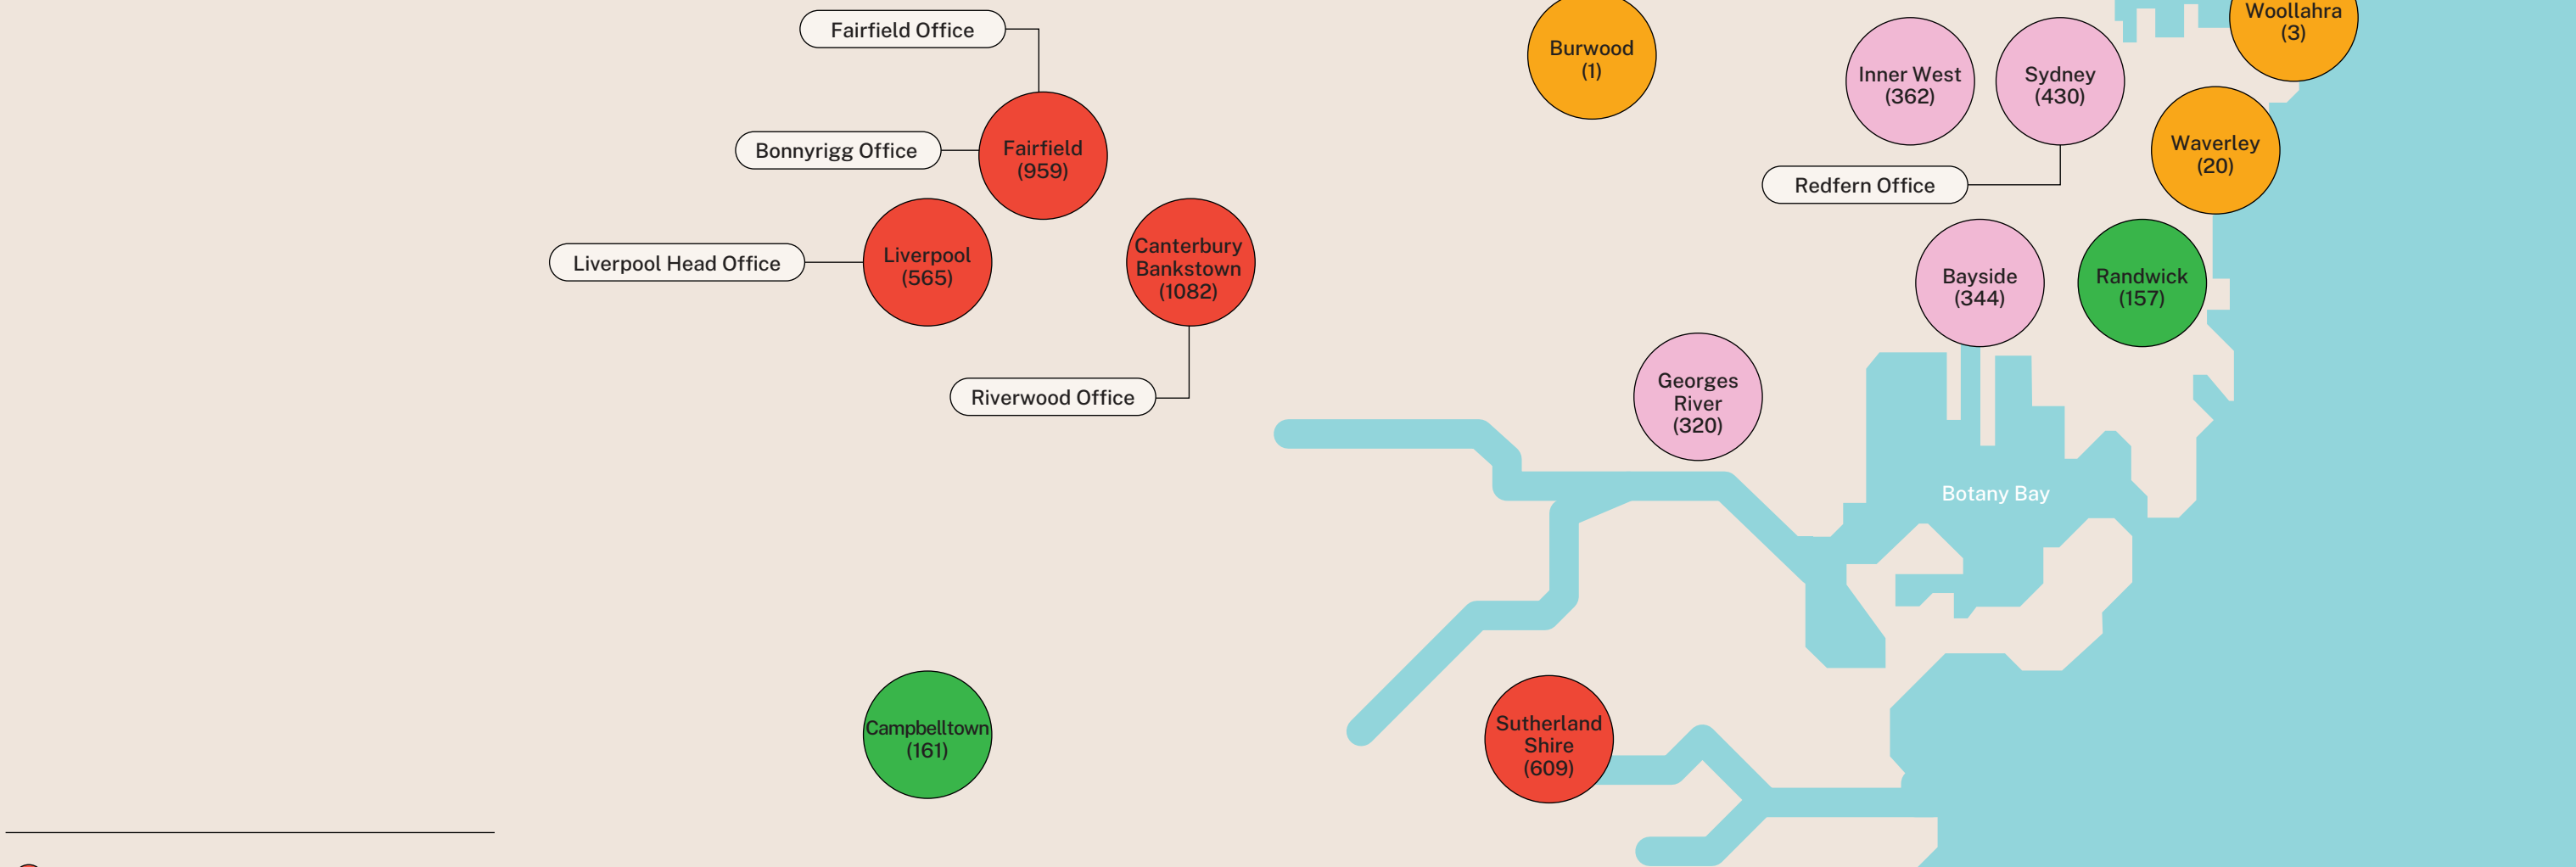 Fairfield Office
Burwood
(1)
Woollahra
(3)
Inner West
(362)
Sydney
(430)
Bonnyrigg Office
Fairfield
(959)
Waverley
(20)
Redfern Office
Liverpool Head Office
Liverpool
(565)
Canterbury
Bankstown
(1082)
Bayside
(344)
Randwick
(157)
Riverwood Office
Georges
River
(320)
Botany Bay
Campbelltown
(161)
Sutherland
Shire
(609)